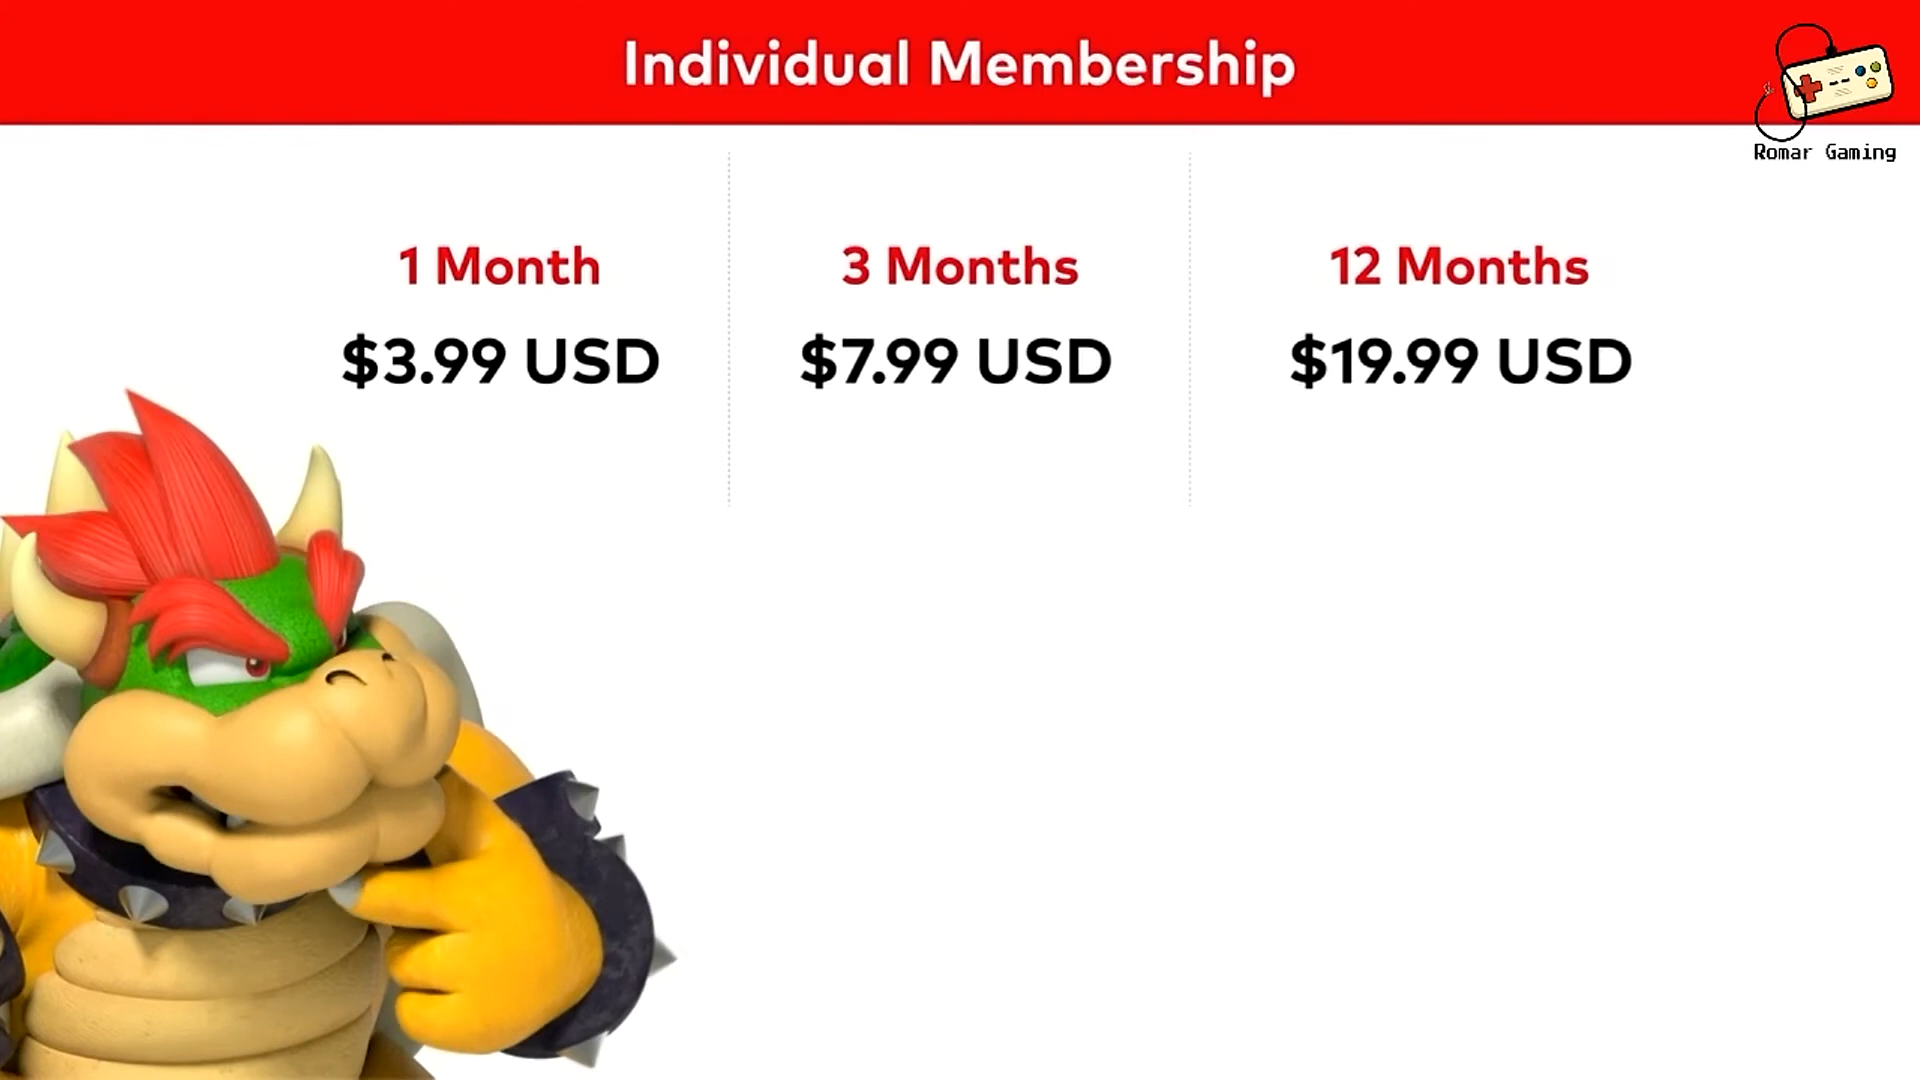 Individual Membership
Romar Gaming
1 Month
$3.99 USD
3 Months
$7.99 USD
12 Months
$19.99 USD